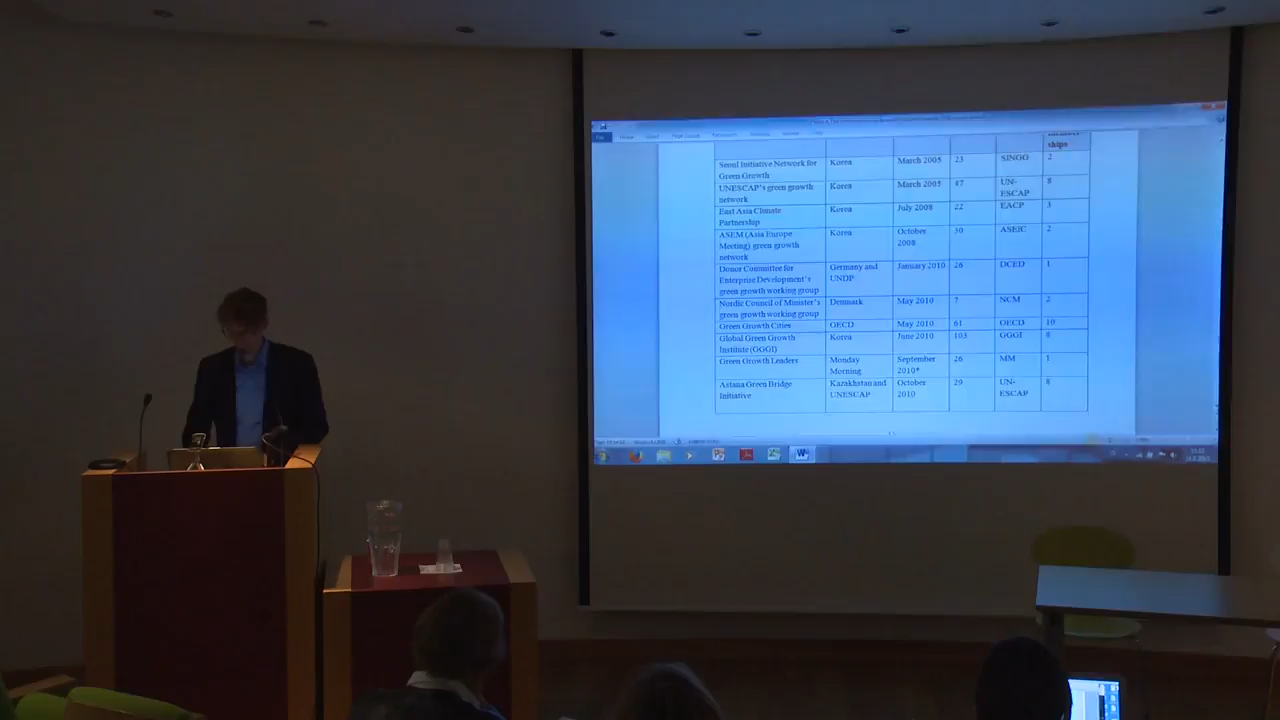 ships
Seoul Initiative Network for Green Growth Korea March 2005 23 SINGG 2
UNESCAP's green growth network Korea March 2005 47 UN-ESCAP 8
East Asia Climate Partnership Korea July 2008 22 EACP 3
ASEM (Asia Europe Meeting) green growth network Korea October 2008 30 ASEIC 2
Donor Committee for Enterprise Development's green growth working group Germany and UNDP January 2010 26 DCED 1
Nordic Council of Minister's green growth working group Denmark May 2010 7 NCM 2
Green Growth Cities OECD May 2010 61 OECD 10
Global Green Growth Institute (GGGI) Korea June 2010 103 GGGI 8
Green Growth Leaders Monday Morning September 2010* 26 MM 1
Astana Green Bridge Initiative Kazakhstan and UNESCAP October 2010 29 UN-ESCAP 8